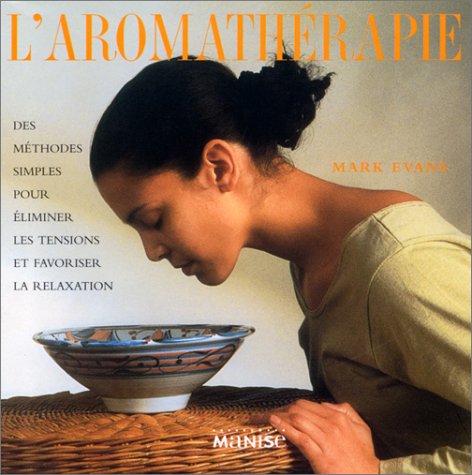 L'AROMATHÉRAPIE
DES
MÉTHODES
SIMPLES
POUR
ÉLIMINER
LES TENSIONS
ET FAVORISER
LA RELAXATION
MARK EVANS
MANISE